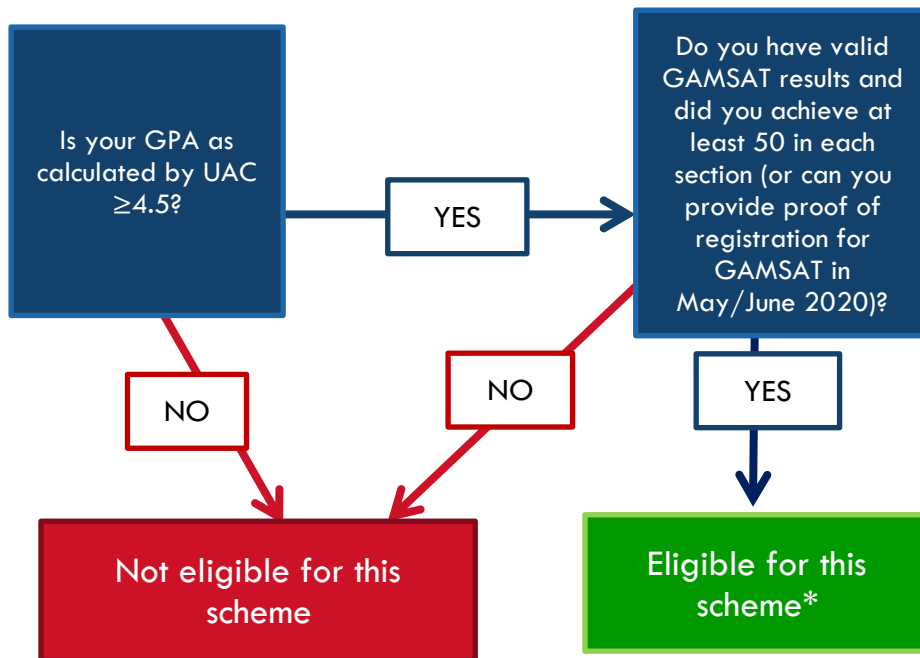 Is your GPA as
calculated by UAC
≥4.5?
YES
Do you have valid
GAMSAT results and
did you achieve at
least 50 in each
section (or can you
provide proof of
registration for
GAMSAT in
May/June 2020)?
NO
NO
YES
Not eligible for this
scheme
Eligible for this
scheme*